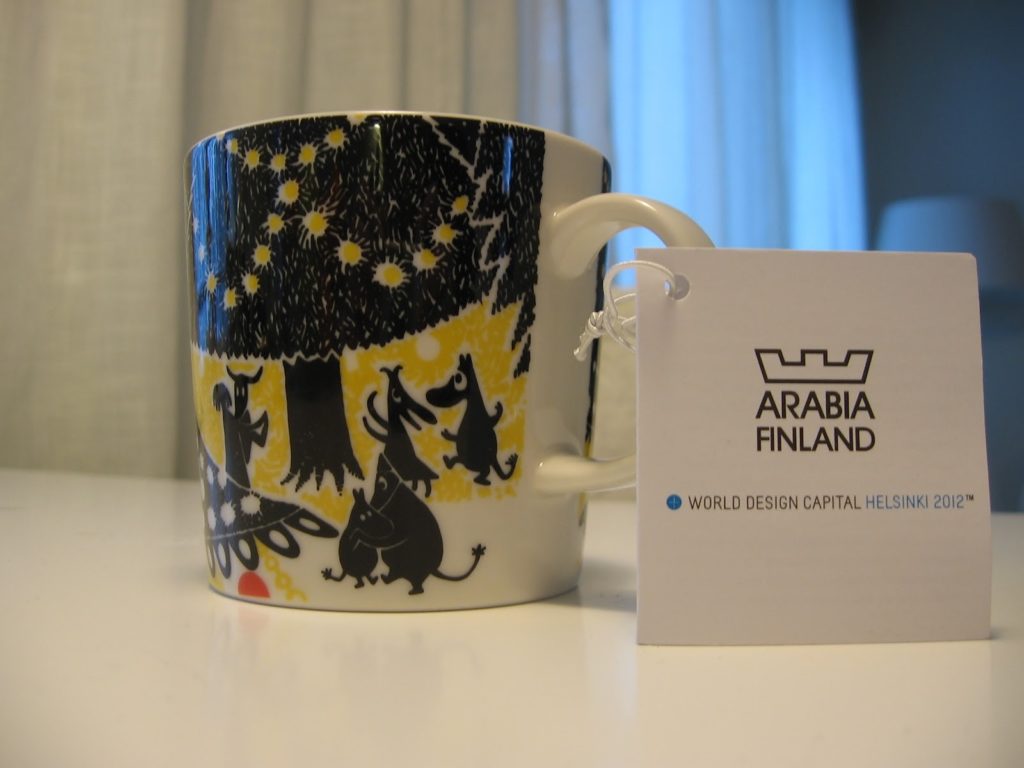 ARABIA
FINLAND
WORLD DESIGN CAPITAL HELSINKI 2012™